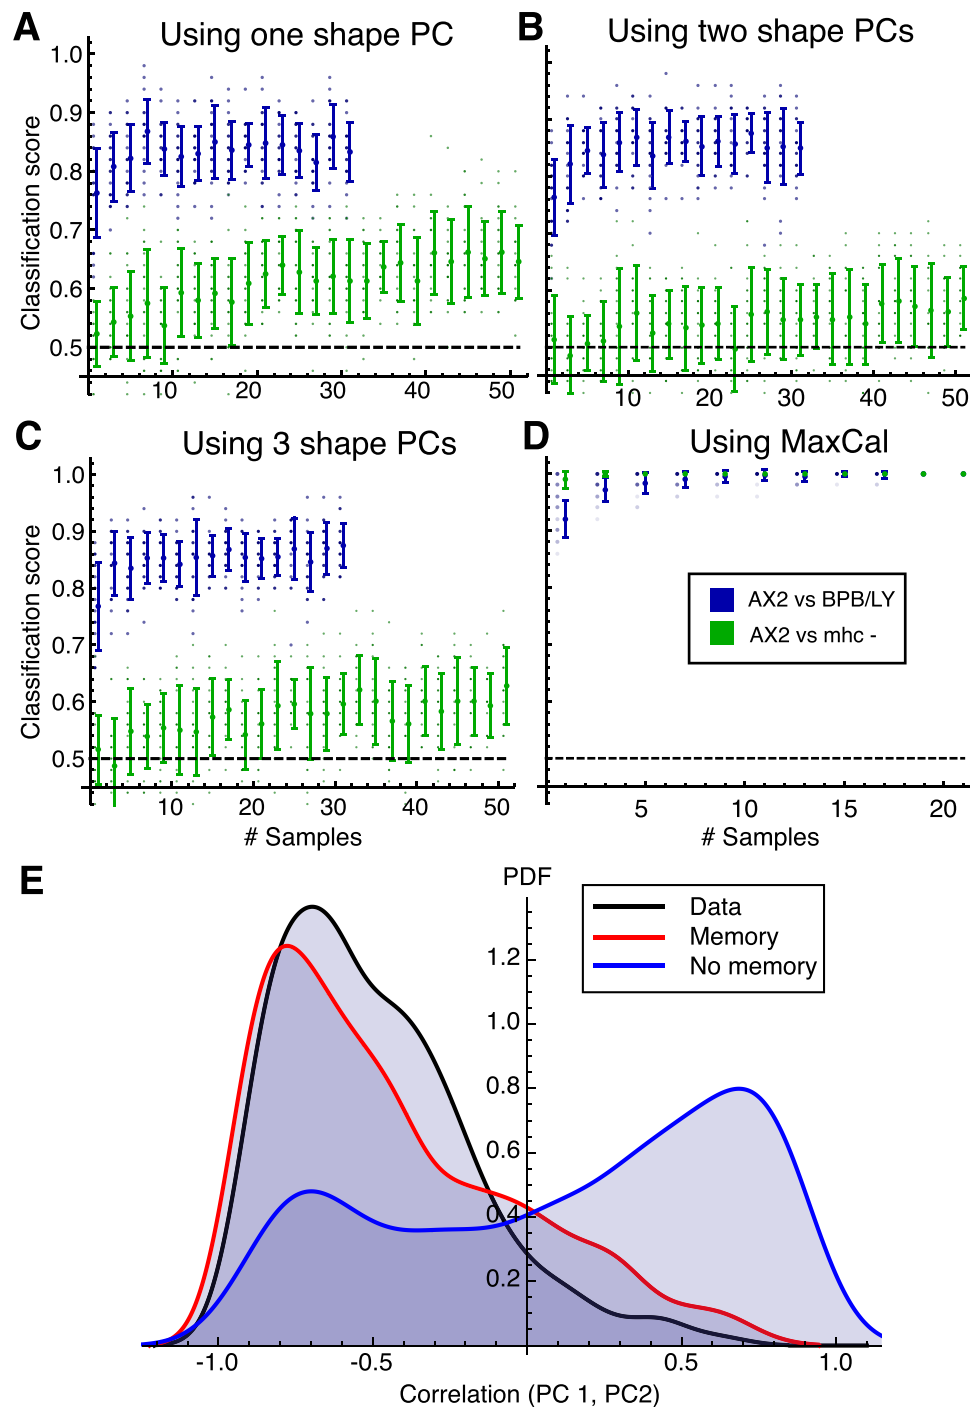 A
Using one shape PC
Classification score
1.0
0.9
0.8
0.7
0.6
0.5
10
20
30
40
50
B
Using two shape PCs
10
20
30
40
50
C
Using 3 shape PCs
Classification score
1.0
0.9
0.8
0.7
0.6
0.5
10
20
30
40
50
# Samples
D
Using MaxCal
AX2 vs BPB/LY
AX2 vs mhc -
5
10
15
20
# Samples
E
PDF
Data
Memory
No memory
1.2
1.0
0.8
0.6
0.4
0.2
-1.0
-0.5
0.5
1.0
Correlation (PC 1, PC2)